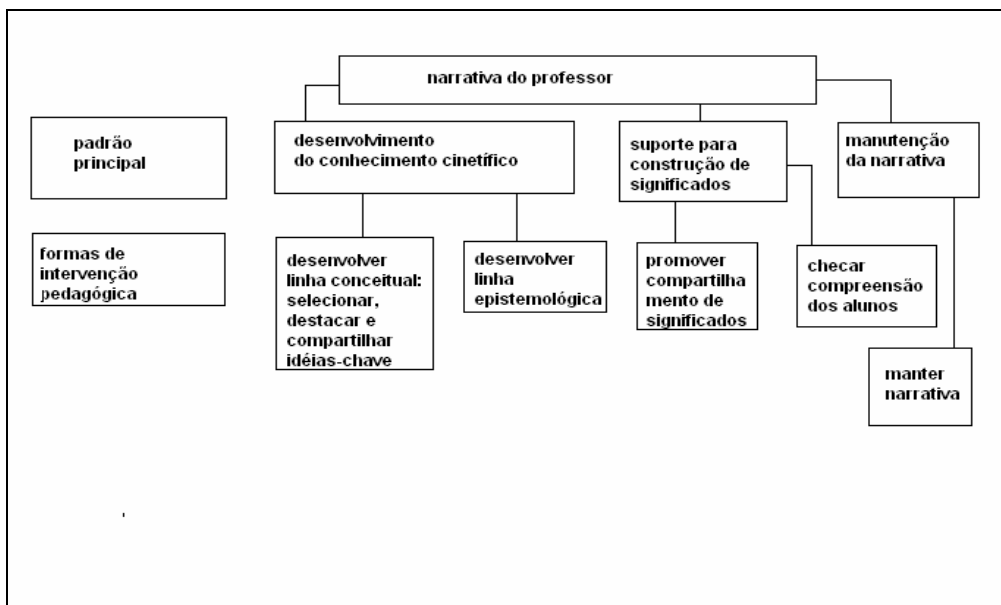 narrativa do professor
padrão
principal
desenvolvimento
do conhecimento cinetífico
suporte para
construção de
significados
manutenção
da narrativa
formas de
intervenção
pedagógica
desenvolver
linha conceitual:
selecionar,
destacar e
compartilhar
idéias-chave
desenvolver
linha
epistemológica
promover
compartilha
mento de
significados
checar
compreensão
dos alunos
manter
narrativa